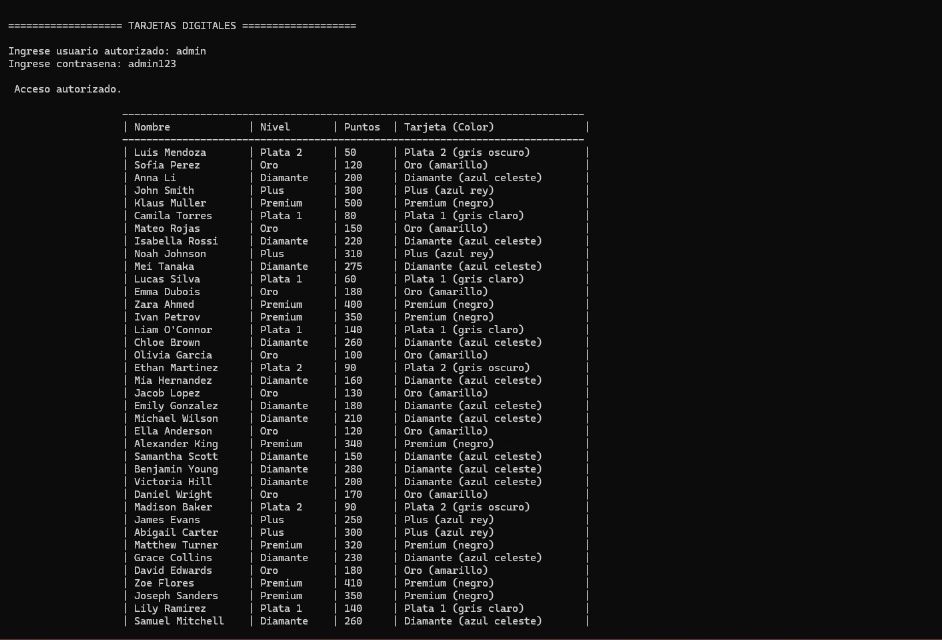 =================== TARJETAS DIGITALES ===================
Ingrese usuario autorizado: admin
Ingrese contrasena: admin123
Acceso autorizado.
| Nombre | Nivel | Puntos | Tarjeta (Color) |
| Luis Mendoza | Plata 2 | 50 | Plata 2 (gris oscuro) |
| Sofia Perez | Oro | 120 | Oro (amarillo) |
| Anna Li | Diamante | 200 | Diamante (azul celeste) |
| John Smith | Plus | 300 | Plus (azul rey) |
| Klaus Muller | Premium | 500 | Premium (negro) |
| Camila Torres | Plata 1 | 80 | Plata 1 (gris claro) |
| Mateo Rojas | Oro | 150 | Oro (amarillo) |
| Isabella Rossi | Diamante | 220 | Diamante (azul celeste) |
| Noah Johnson | Plus | 310 | Plus (azul rey) |
| Mei Tanaka | Diamante | 275 | Diamante (azul celeste) |
| Lucas Silva | Plata 1 | 60 | Plata 1 (gris claro) |
| Emma Dubois | Oro | 180 | Oro (amarillo) |
| Zara Ahmed | Premium | 400 | Premium (negro) |
| Ivan Petrov | Premium | 350 | Premium (negro) |
| Liam O'Connor | Plata 1 | 140 | Plata 1 (gris claro) |
| Chloe Brown | Diamante | 260 | Diamante (azul celeste) |
| Olivia Garcia | Oro | 100 | Oro (amarillo) |
| Ethan Martinez | Plata 2 | 90 | Plata 2 (gris oscuro) |
| Mia Hernandez | Diamante | 160 | Diamante (azul celeste) |
| Jacob Lopez | Oro | 130 | Oro (amarillo) |
| Emily Gonzalez | Diamante | 180 | Diamante (azul celeste) |
| Michael Wilson | Diamante | 210 | Diamante (azul celeste) |
| Ella Anderson | Oro | 120 | Oro (amarillo) |
| Alexander King | Premium | 340 | Premium (negro) |
| Samantha Scott | Diamante | 150 | Diamante (azul celeste) |
| Benjamin Young | Diamante | 280 | Diamante (azul celeste) |
| Victoria Hill | Diamante | 200 | Diamante (azul celeste) |
| Daniel Wright | Oro | 170 | Oro (amarillo) |
| Madison Baker | Plata 2 | 90 | Plata 2 (gris oscuro) |
| James Evans | Plus | 250 | Plus (azul rey) |
| Abigail Carter | Plus | 300 | Plus (azul rey) |
| Matthew Turner | Premium | 320 | Premium (negro) |
| Grace Collins | Diamante | 230 | Diamante (azul celeste) |
| David Edwards | Oro | 180 | Oro (amarillo) |
| Zoe Flores | Premium | 410 | Premium (negro) |
| Joseph Sanders | Premium | 350 | Premium (negro) |
| Lily Ramirez | Plata 1 | 140 | Plata 1 (gris claro) |
| Samuel Mitchell | Diamante | 260 | Diamante (azul celeste) |